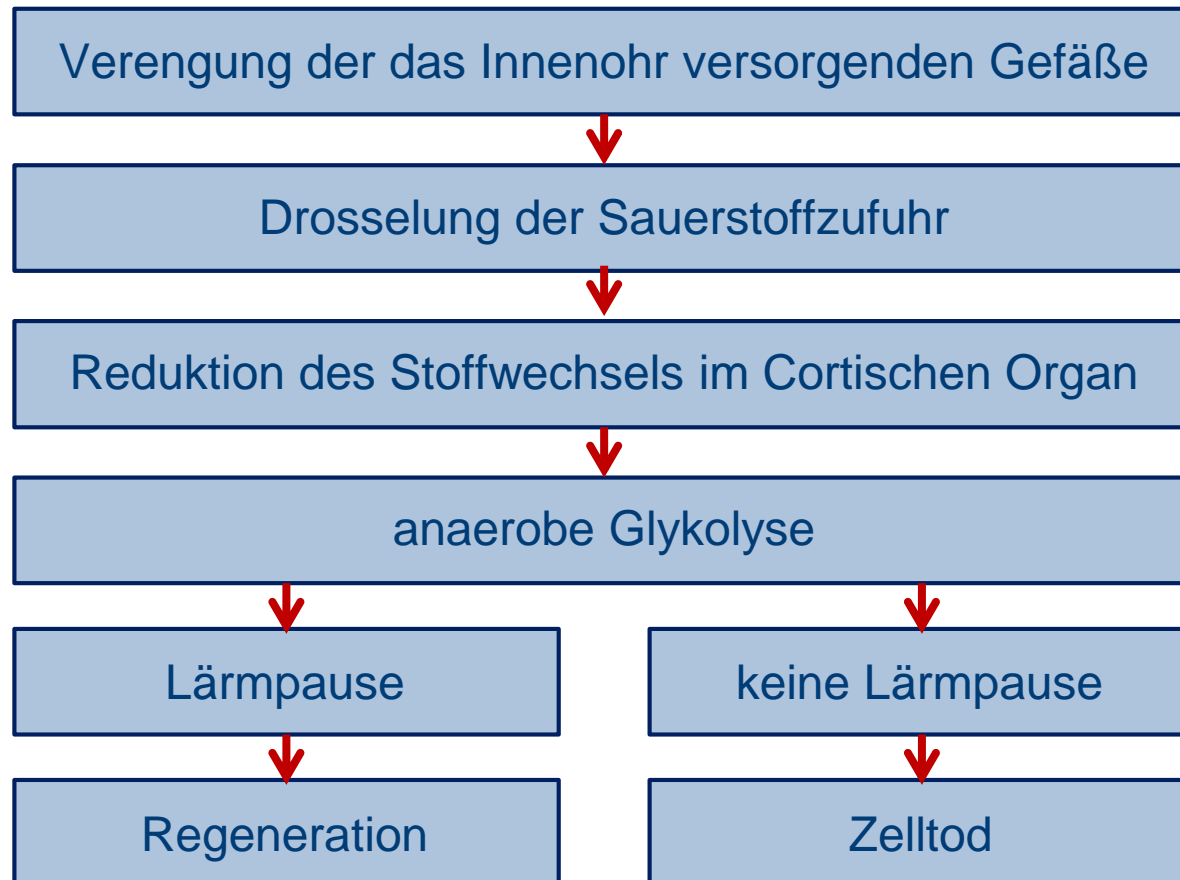 Verengung der das Innenohr versorgenden Gefäße
Drosselung der Sauerstoffzufuhr
Reduktion des Stoffwechsels im Cortischen Organ
anaerobe Glykolyse
Lärmpause
keine Lärmpause
Regeneration
Zelltod